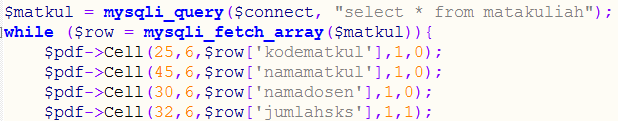 $matkul = mysqli_query($connect, "select * from matakuliah");
while ($row = mysqli_fetch_array($matkul)){
    $pdf->Cell(25,6,$row['kodematkul'],1,0);
    $pdf->Cell(45,6,$row['namamatkul'],1,0);
    $pdf->Cell(30,6,$row['namadosen'],1,0);
    $pdf->Cell(32,6,$row['jumlahsks'],1,1);